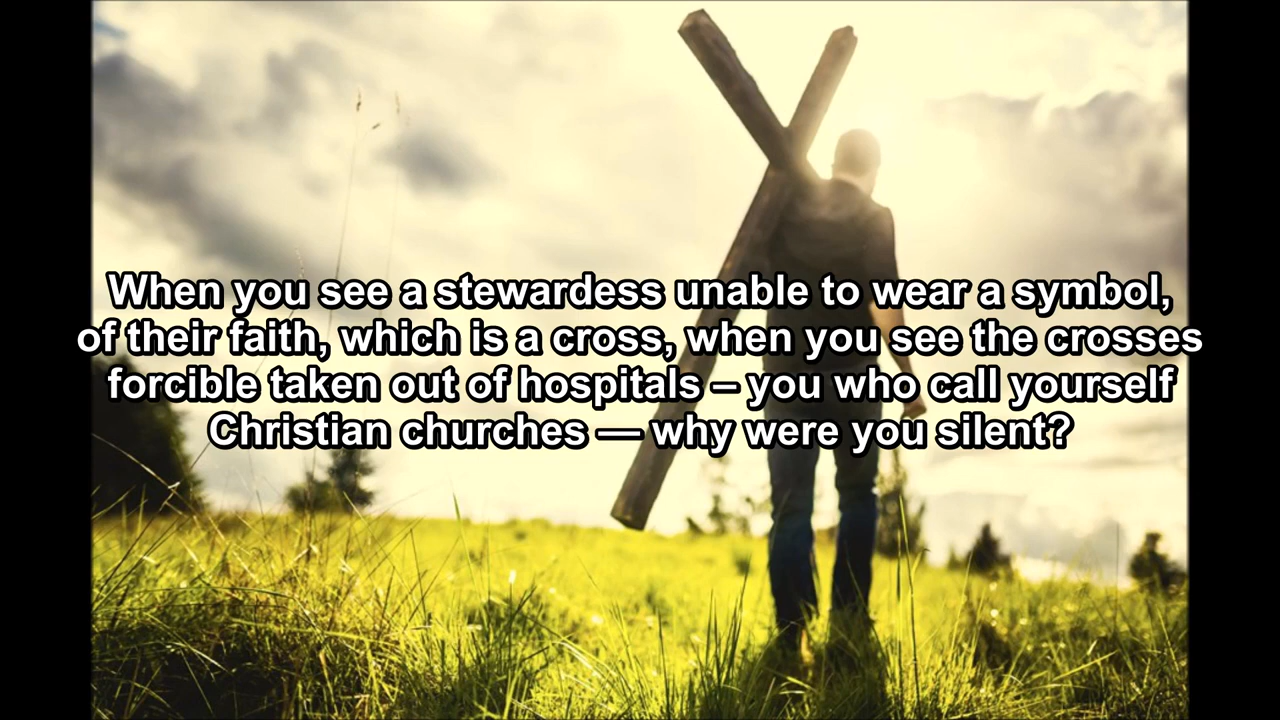 When you see a stewardess unable to wear a symbol,
of their faith, which is a cross, when you see the crosses
forcible taken out of hospitals – you who call yourself
Christian churches — why were you silent?